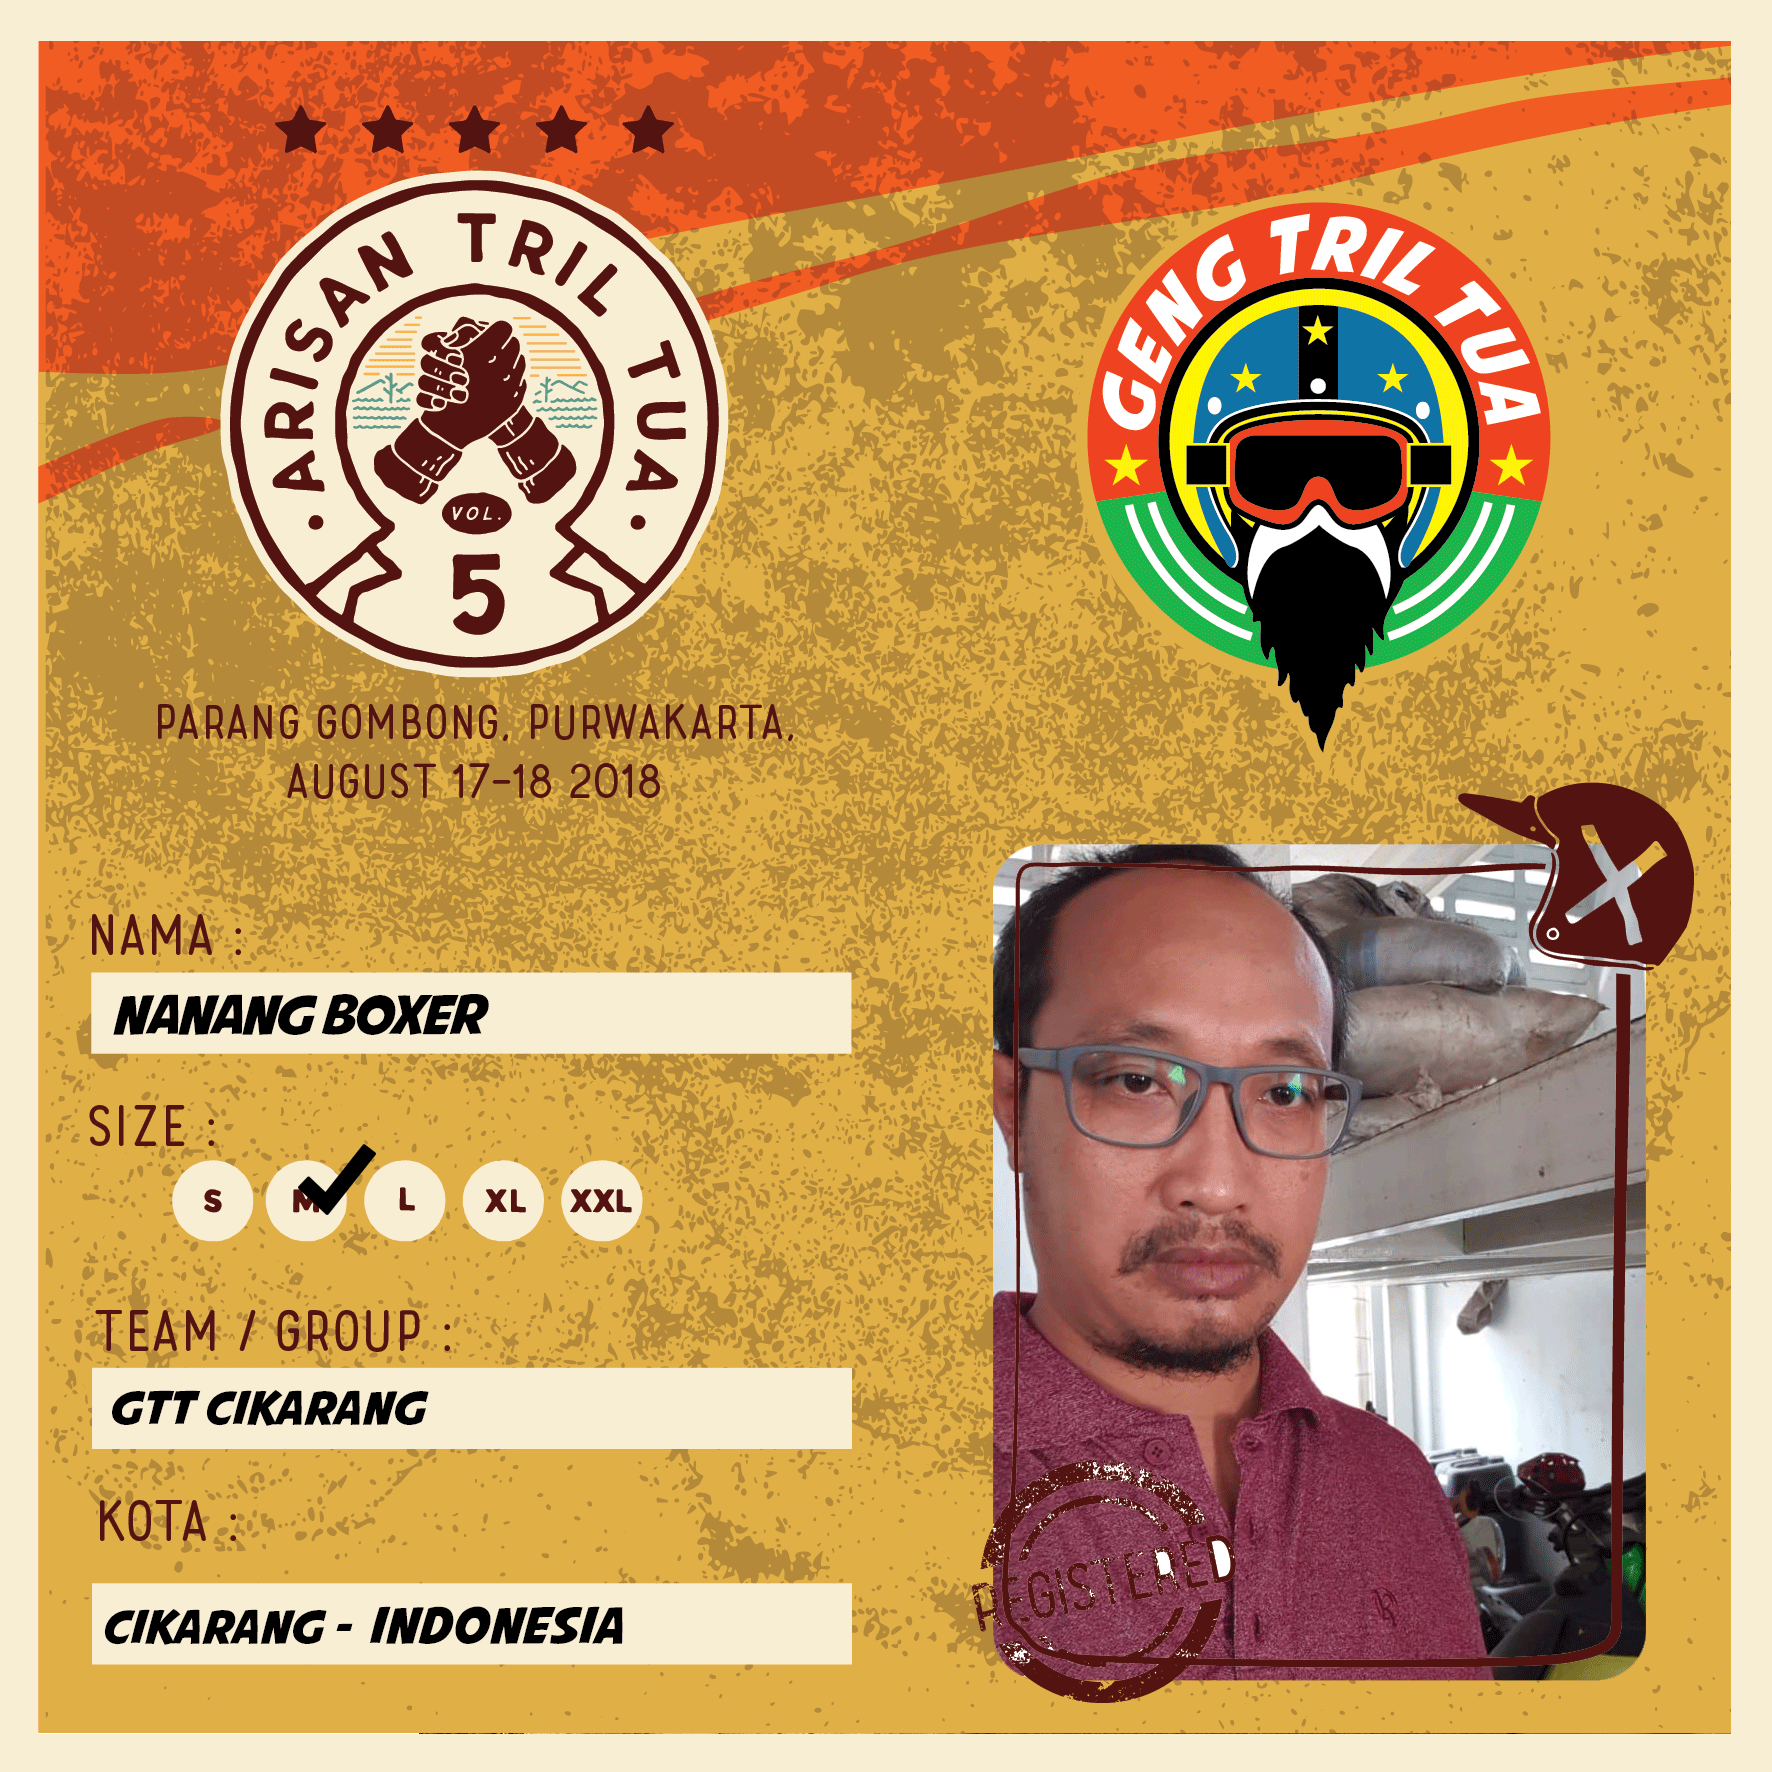 ARISAN TRIL TUA
VOL.
5
GENG TRIL TUA
PARANG GOMBONG, PURWAKARTA,
AUGUST 17-18 2018
NAMA :
NANANG BOXER
SIZE :
S M L XL XXL
TEAM / GROUP :
GTT CIKARANG
KOTA :
CIKARANG - INDONESIA
REGISTERED